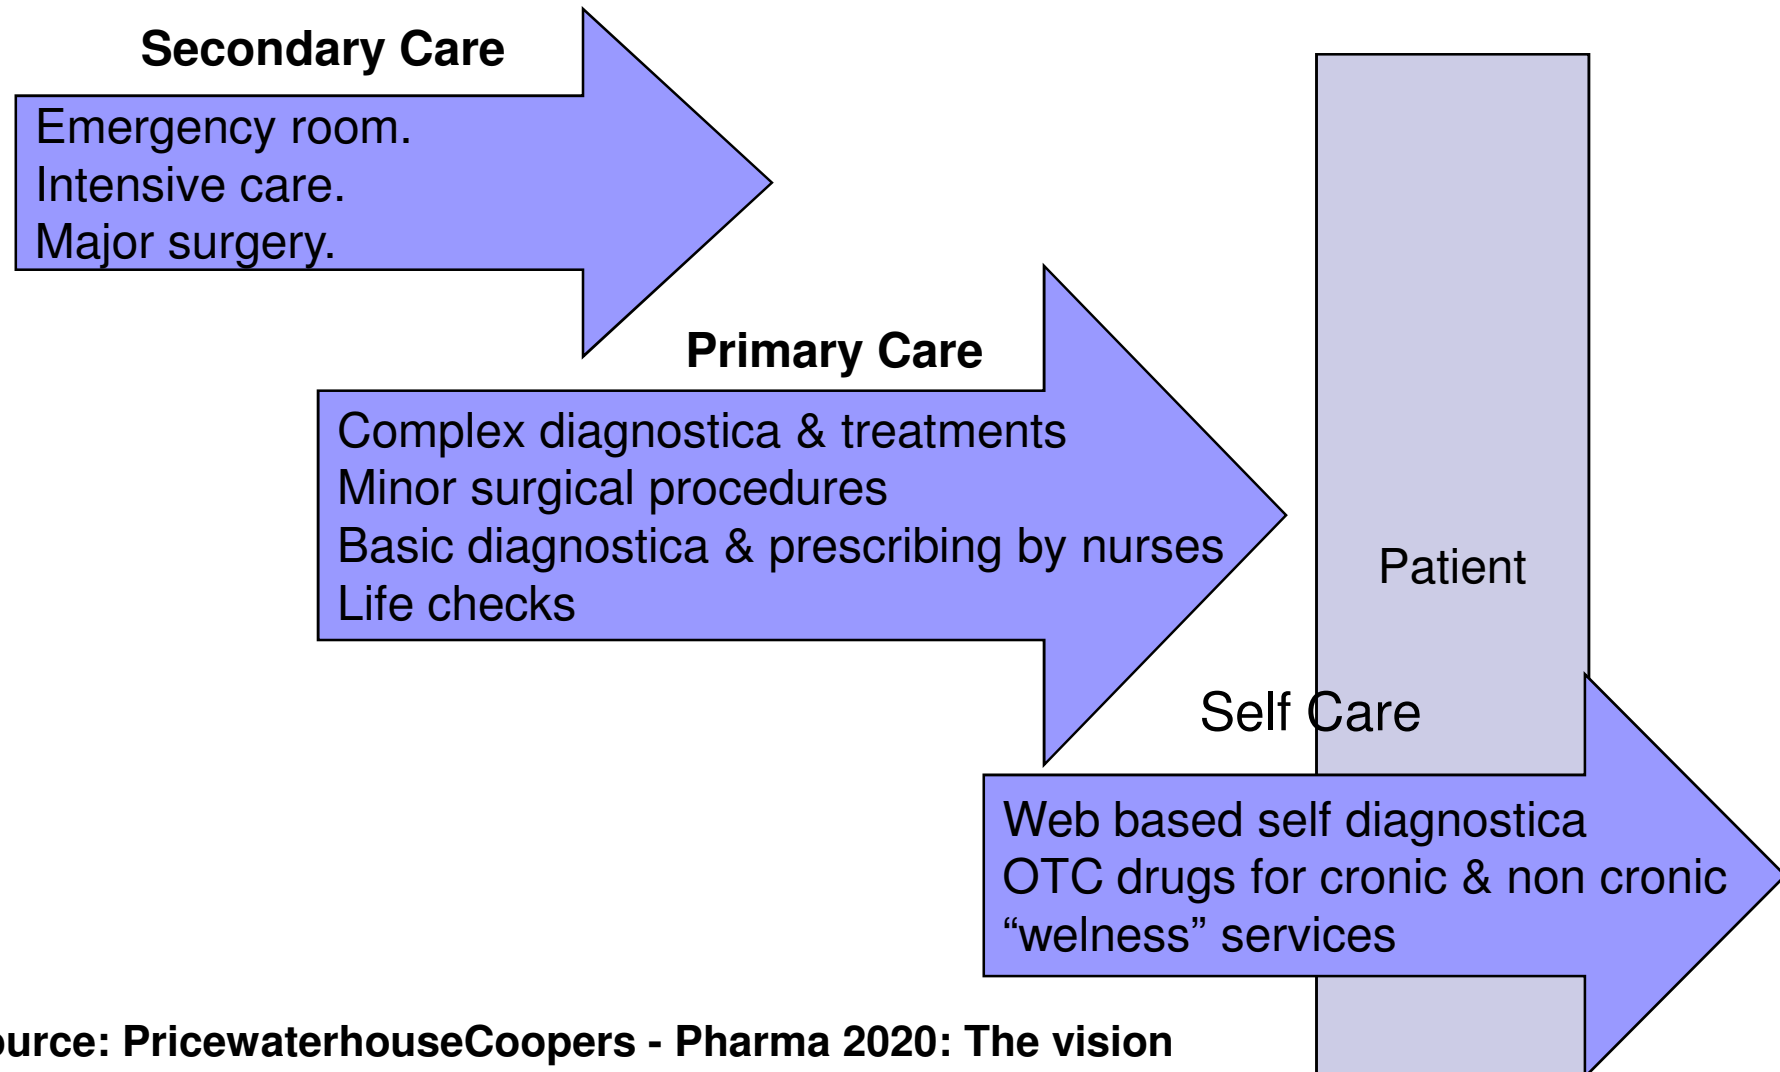 Secondary Care
Emergency room.
Intensive care.
Major surgery.
Primary Care
Complex diagnostica & treatments
Minor surgical procedures
Basic diagnostica & prescribing by nurses
Life checks
Patient
Self Care
Web based self diagnostica
OTC drugs for cronic & non cronic
“welness” services
ource: PricewaterhouseCoopers - Pharma 2020: The vision